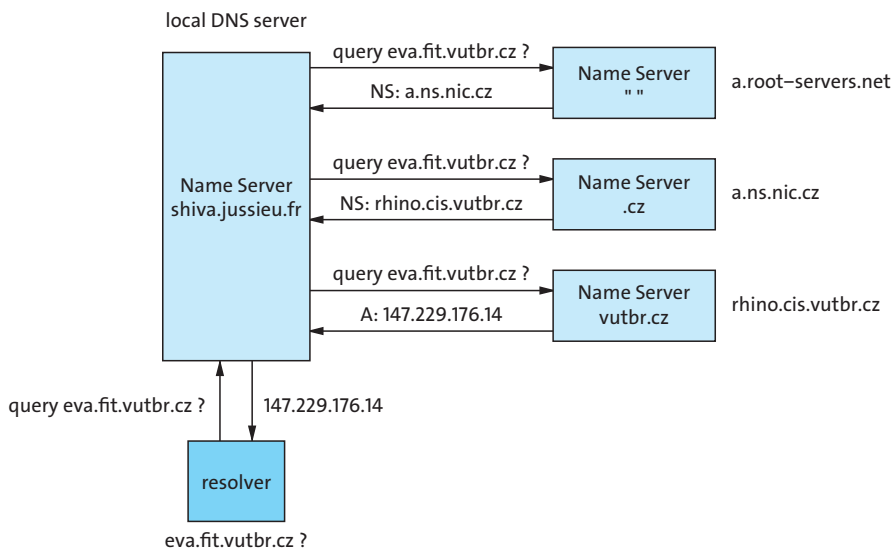 local DNS server
query eva.fit.vutbr.cz ?
NS: a.ns.nic.cz
Name Server
" "
a.root–servers.net
Name Server
shiva.jussieu.fr
query eva.fit.vutbr.cz ?
NS: rhino.cis.vutbr.cz
Name Server
.cz
a.ns.nic.cz
query eva.fit.vutbr.cz ?
A: 147.229.176.14
Name Server
vutbr.cz
rhino.cis.vutbr.cz
query eva.fit.vutbr.cz ?
147.229.176.14
resolver
eva.fit.vutbr.cz ?